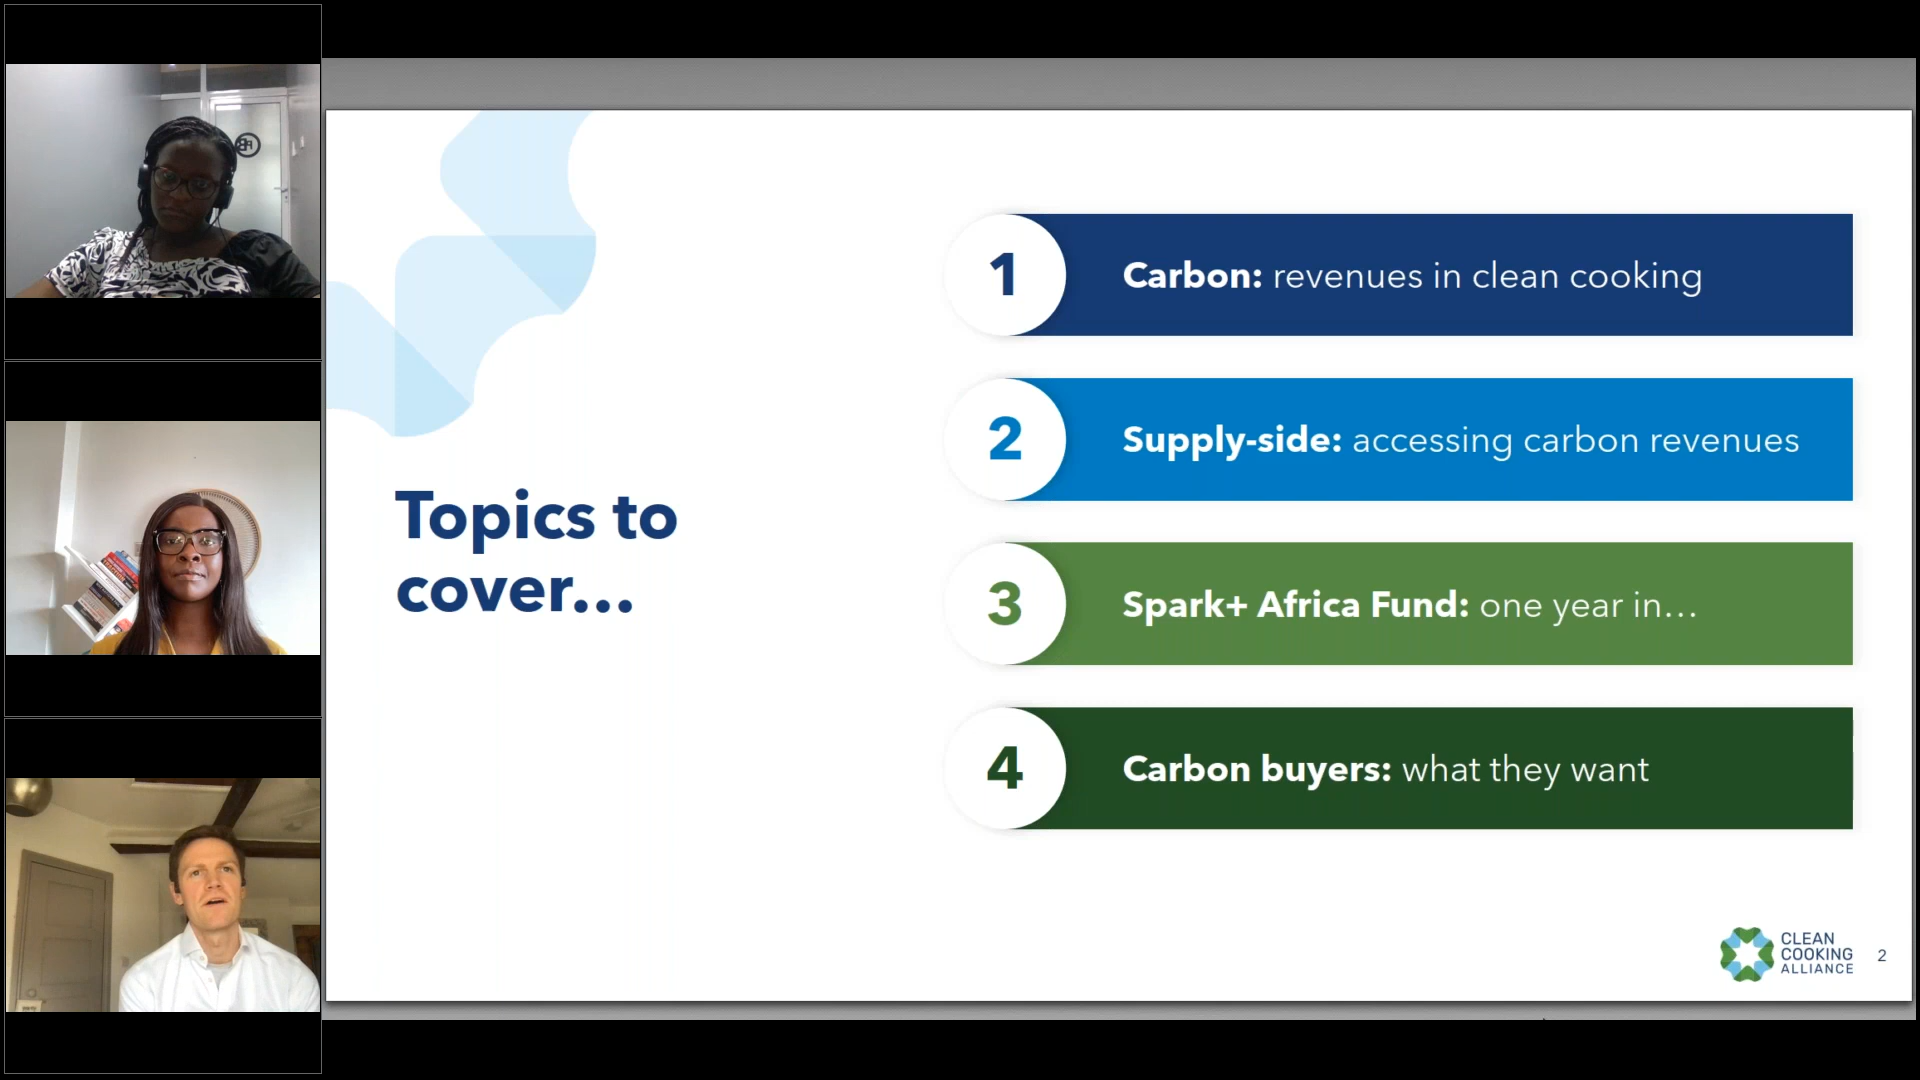 Topics to
cover...
1
Carbon: revenues in clean cooking
2
Supply-side: accessing carbon revenues
3
Spark+ Africa Fund: one year in...
4
Carbon buyers: what they want
CLEAN
COOKING
ALLIANCE
2